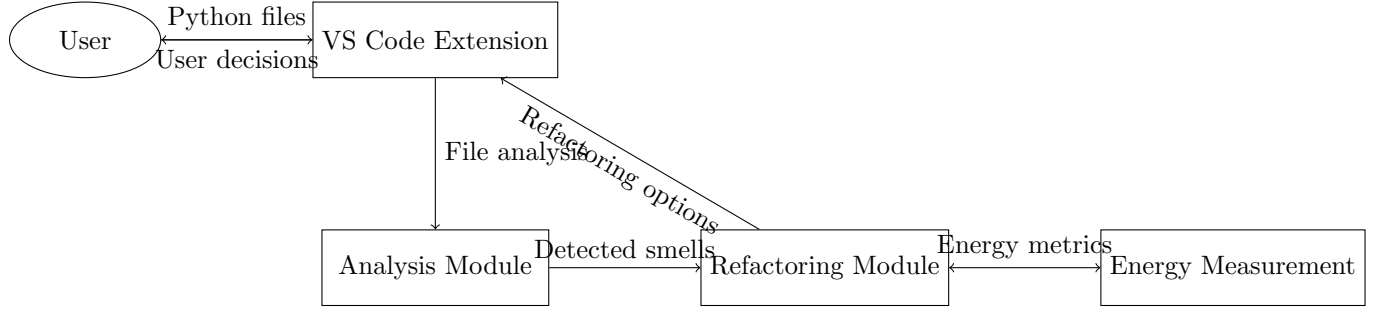 Python files
User
VS Code Extension
User decisions
File analysis
Refactoring options
Detected smells
Energy metrics
Analysis Module
Refactoring Module
Energy Measurement